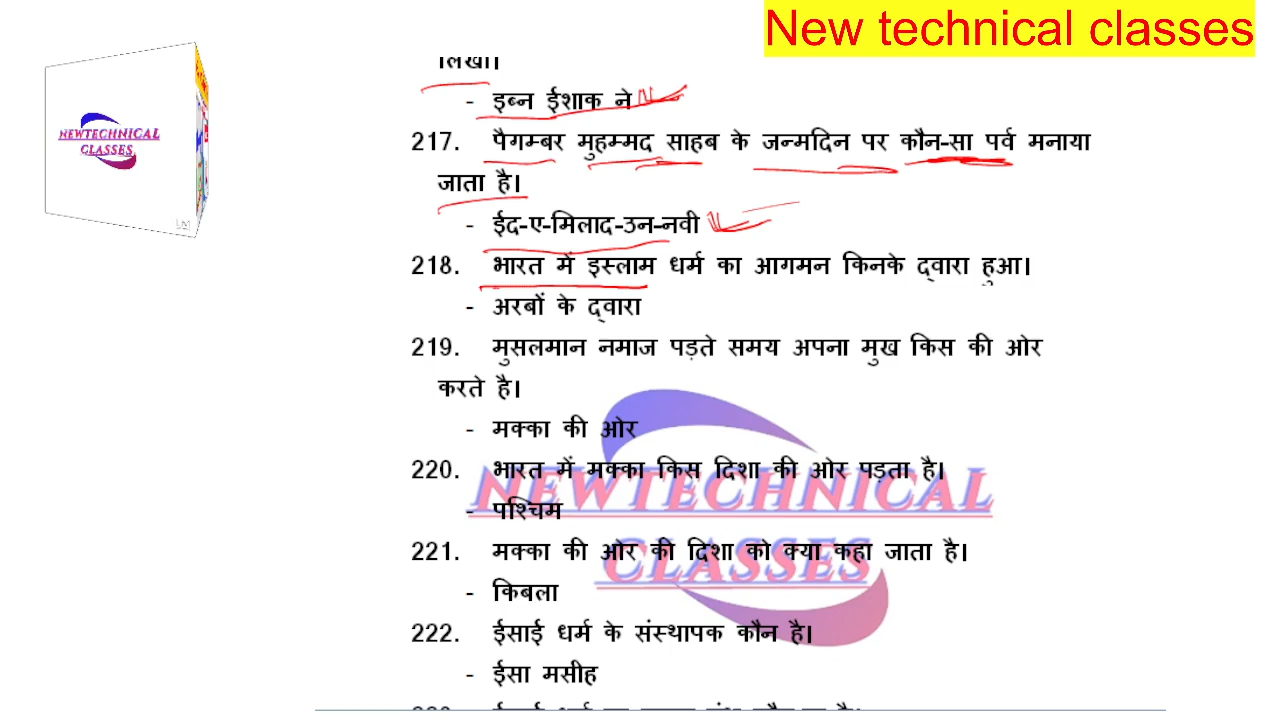 New technical classes
लिखा।
NEWTECHNICAL
CLASSES
- इब्न ईशाक ने
217. पैगम्बर मुहम्मद साहब के जन्मदिन पर कौन-सा पर्व मनाया
जाता है।
- ईद-ए-मिलाद-उन-नवी
218. भारत में इस्लाम धर्म का आगमन किनके द्वारा हुआ।
- अरबों के द्वारा
219. मुसलमान नमाज पड़ते समय अपना मुख किस की ओर
करते है।
- मक्का की ओर
220. भारत में मक्का किस दिशा की ओर पड़ता है।
- पश्चिम
NEWTECHNICAL
221. मक्का की ओर की दिशा को क्या कहा जाता है।
CLASSES
- किबला
222. ईसाई धर्म के संस्थापक कौन है।
- ईसा मसीह